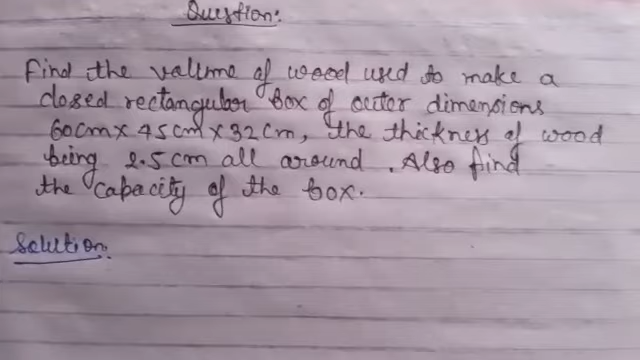 Question:
Find the valume of wood used to make a
closed rectangular box of outer dimensions
60cm x 45cm x 32cm, the thickness of wood
being 2.5cm all around. Also find
the capacity of the box.
Solution.